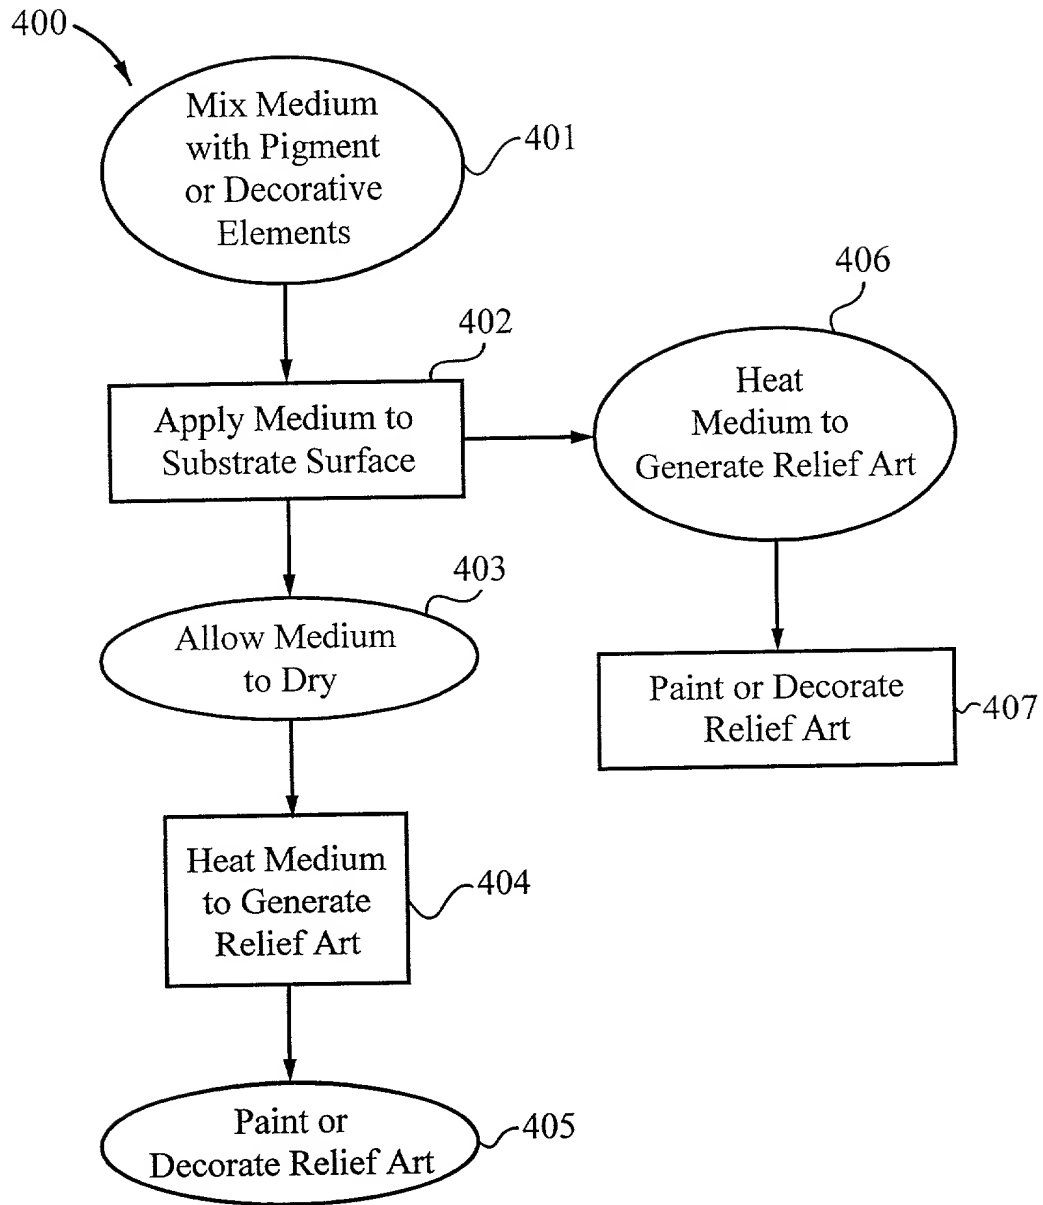 400
Mix Medium
with Pigment
or Decorative
Elements
401
402
Apply Medium to
Substrate Surface
406
Heat
Medium to
Generate Relief Art
403
Allow Medium
to Dry
Paint or Decorate
Relief Art
407
Heat Medium
to Generate
Relief Art
404
Paint or
Decorate Relief Art
405